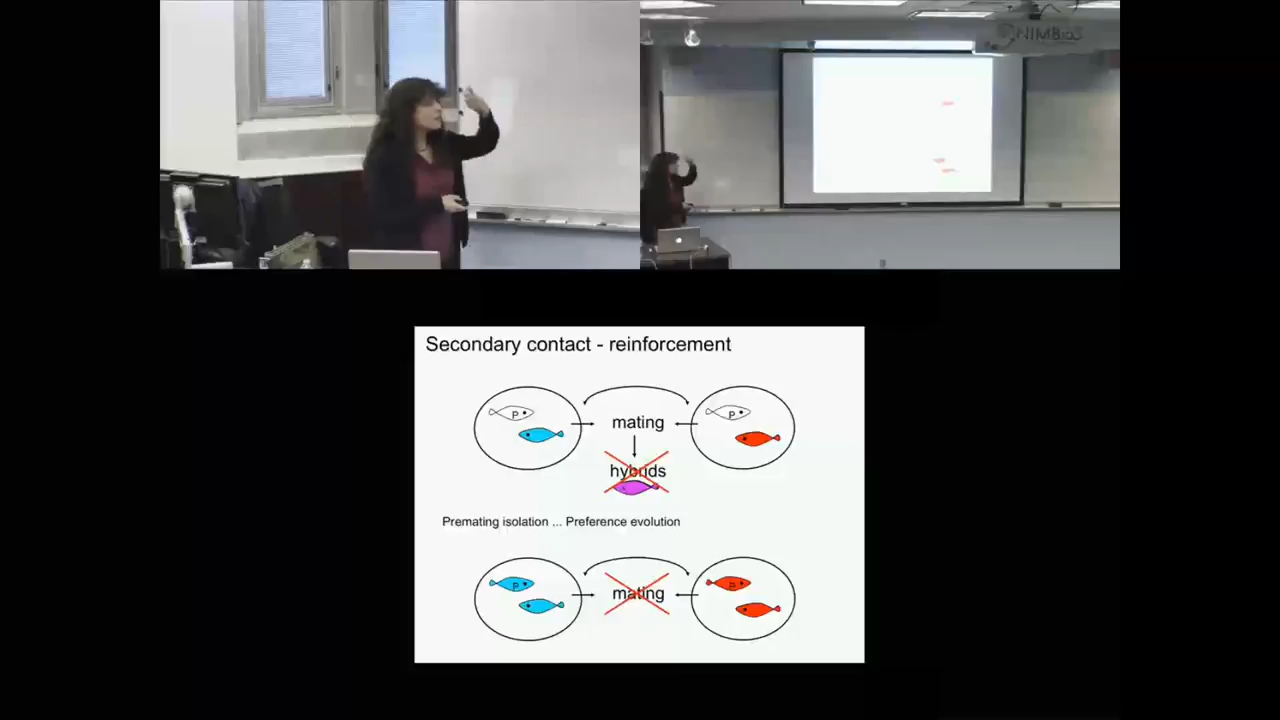 NIMBioS
Secondary contact - reinforcement
P
P
mating
hybrids
Premating isolation ... Preference evolution
P
P
mating